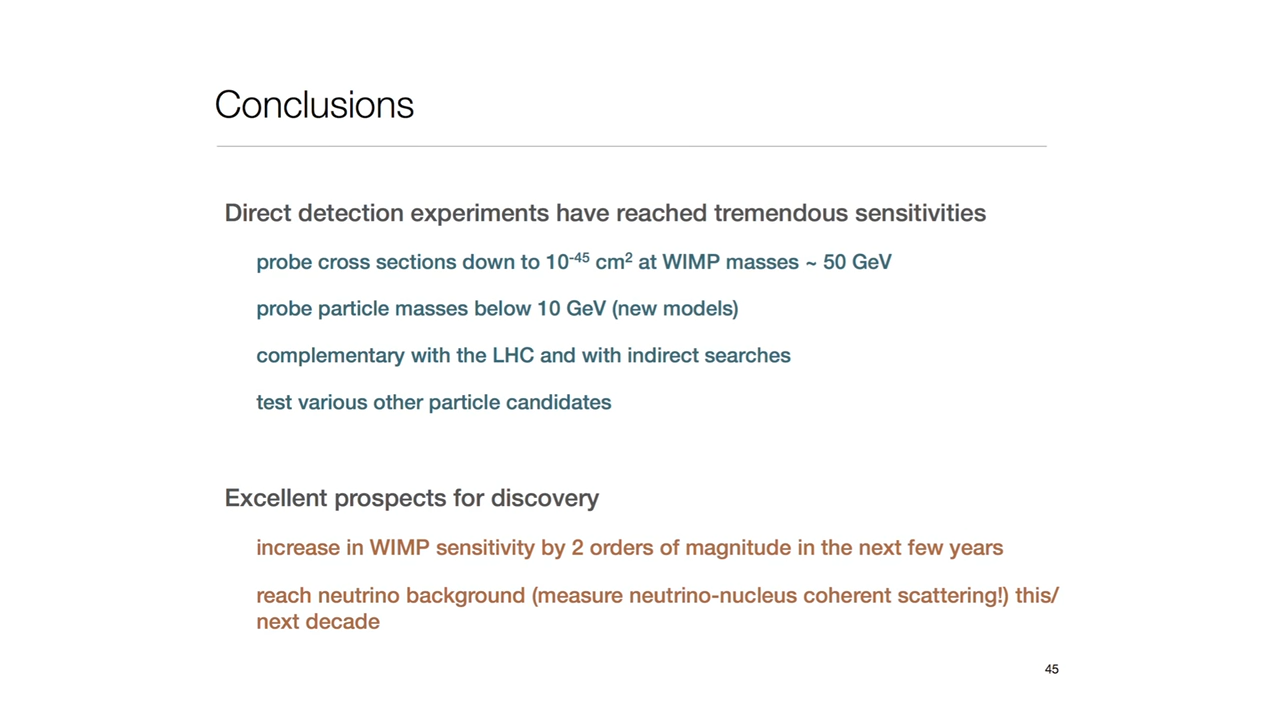 Conclusions
Direct detection experiments have reached tremendous sensitivities
probe cross sections down to 10⁻⁴⁵ cm² at WIMP masses ~ 50 GeV
probe particle masses below 10 GeV (new models)
complementary with the LHC and with indirect searches
test various other particle candidates
Excellent prospects for discovery
increase in WIMP sensitivity by 2 orders of magnitude in the next few years
reach neutrino background (measure neutrino-nucleus coherent scattering!) this/
next decade
45